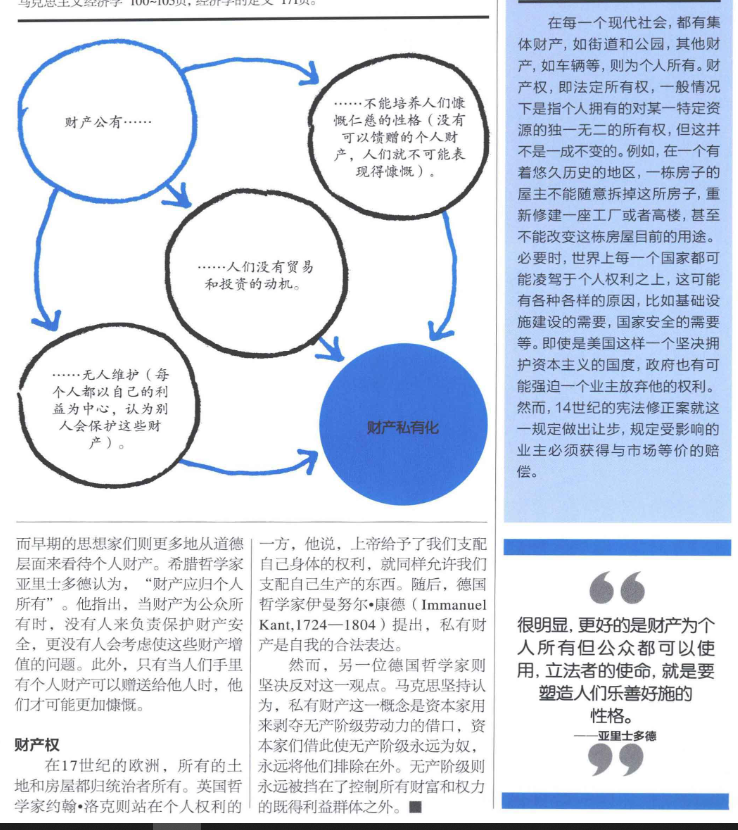 马克思主义经济学 100~105页, 经济学的定义 171页。
财产公有……
……不能培养人们慷
慨仁慈的性格（没有
可以馈赠的个人财
产，人们就不可能表
现得慷慨）。
……人们没有贸易
和投资的动机。
……无人维护（每
个人都以自己的利
益为中心，认为别
人会保护这些财
产）。
财产私有化
而早期的思想家们则更多地从道德
层面来看待个人财产。希腊哲学家
亚里士多德认为，“财产应归个人
所有”。他指出，当财产为公众所
有时，没有人来负责保护财产安
全，更没有人会考虑使这些财产增
值的问题。此外，只有当人们手里
有个人财产可以赠送给他人时，他
们才可能更加慷慨。
财产权
在17世纪的欧洲，所有的土
地和房屋都归统治者所有。英国哲
学家约翰•洛克则站在个人权利的
一方，他说，上帝给予了我们支配
自己身体的权利，就同样允许我们
支配自己生产的东西。随后，德国
哲学家伊曼努尔•康德（Immanuel
Kant,1724—1804）提出，私有财
产是自我的合法表达。
然而，另一位德国哲学家则
坚决反对这一观点。马克思坚持认
为，私有财产这一概念是资本家用
来剥夺无产阶级劳动力的借口，资
本家们借此使无产阶级永远为奴，
永远将他们排除在外。无产阶级则
永远被挡在了控制所有财富和权力
的既得利益群体之外。■
在每一个现代社会，都有集
体财产，如街道和公园，其他财
产，如车辆等，则为个人所有。财
产权，即法定所有权，一般情况
下是指个人拥有的对某一特定资
源的独一无二的所有权，但这并
不是一成不变的。例如，在一个有
着悠久历史的地区，一栋房子的
屋主不能随意拆掉这所房子，重
新修建一座工厂或者高楼，甚至
不能改变这栋房屋目前的用途。
必要时，世界上每一个国家都可
能凌驾于个人权利之上，这可能
有各种各样的原因，比如基础设
施建设的需要，国家安全的需要
等。即使是美国这样一个坚决拥
护资本主义的国度，政府也有可
能强迫一个业主放弃他的权利。
然而，14世纪的宪法修正案就这
一规定做出让步，规定受影响的
业主必须获得与市场等价的赔
偿。
“
很明显，更好的是财产为个
人所有但公众都可以使
用，立法者的使命，就是要
塑造人们乐善好施的
性格。
——亚里士多德
”